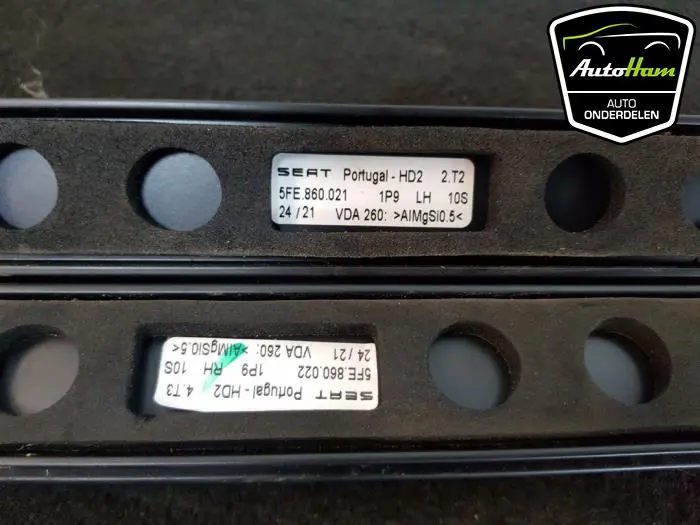 AutoHam
AUTO
ONDERDELEN
SEAT Portugal - HD2 2.T2
5FE.860.021 1P9 LH 10S
24 / 21 VDA 260: >AlMgSi0.5<
SEAT Portugal - HD2 4.T3
5FE.860.022 1P9 RH 10S
24 / 21 VDA 260: >AlMgSi0.5<